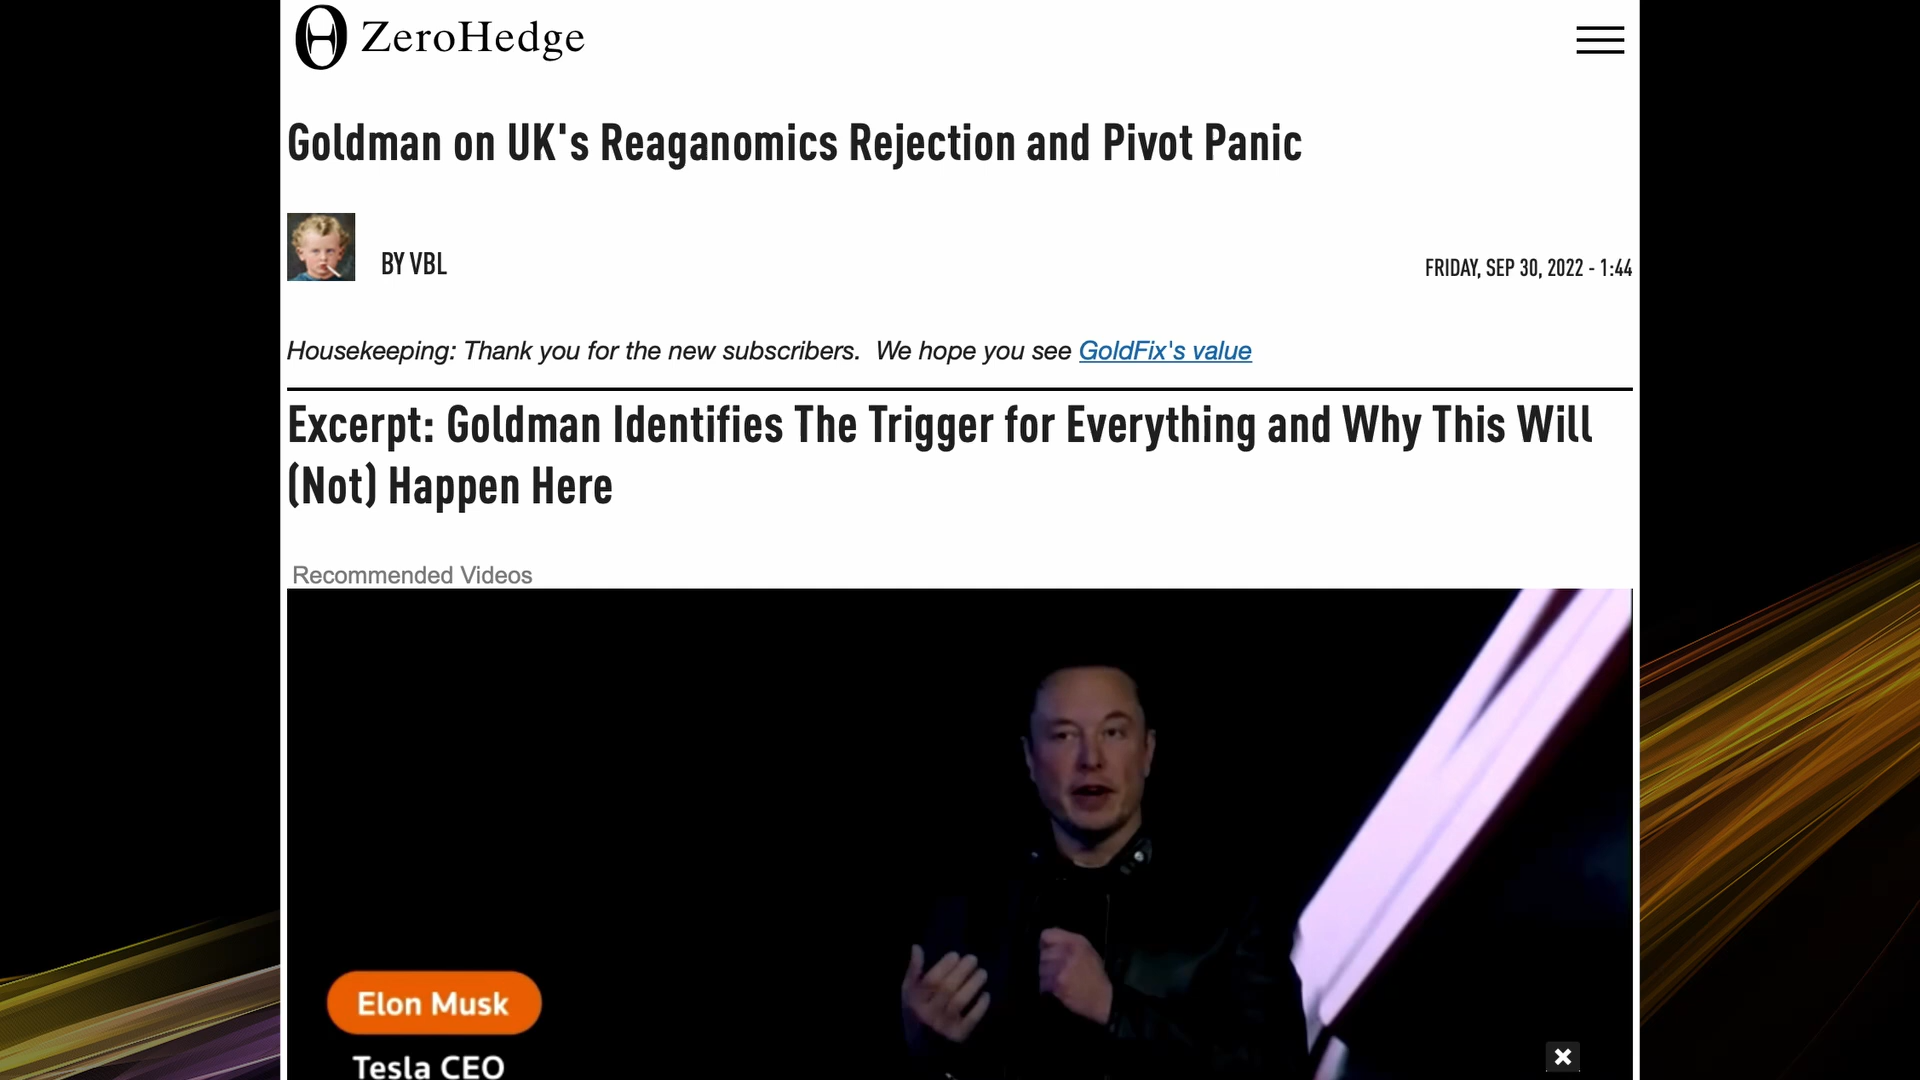 ZeroHedge
Goldman on UK's Reaganomics Rejection and Pivot Panic
BY VBL
FRIDAY, SEP 30, 2022 - 1:44
Housekeeping: Thank you for the new subscribers.  We hope you see GoldFix's value
Excerpt: Goldman Identifies The Trigger for Everything and Why This Will
(Not) Happen Here
Recommended Videos
Elon Musk
Tesla CEO